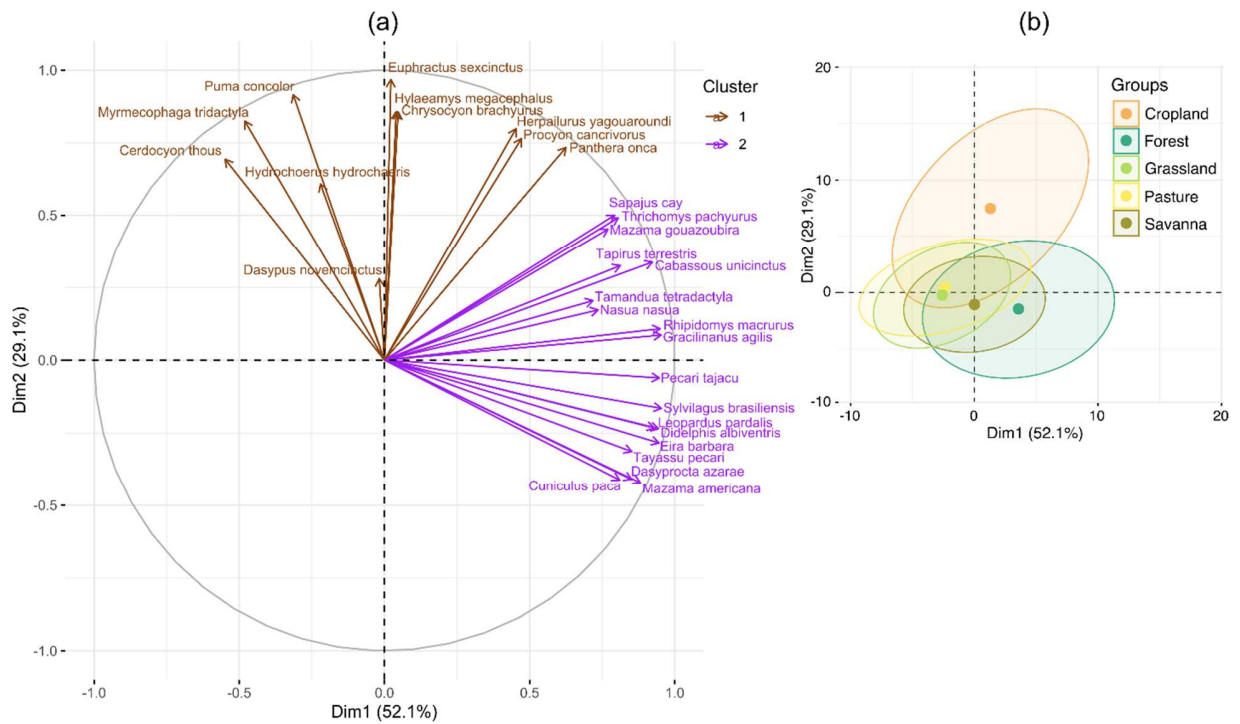 (a)
Dim2 (29.1%)
1.0
0.5
0.0
-0.5
-1.0
Euphractus sexcinctus
Puma concolor
Hylaeamys megacephalus
Myrmecophaga tridactyla
Chrysocyon brachyurus
Herpailurus yagouaroundi
Procyon cancrivorus
Cerdocyon thous
Panthera onca
Hydrochoerus hydrochaeris
Sapajus cay
Thrichomys pachyurus
Mazama gouazoubira
Tapirus terrestris
Cabassous unicinctus
Dasypus novemcinctus
Tamandua tetradactyla
Nasua nasua
Rhipidomys macrurus
Gracilinanus agilis
Pecari tajacu
Sylvilagus brasiliensis
Leopardus pardalis
Didelphis albiventris
Eira barbara
Tayassu pecari
Dasyprocta azarae
Cuniculus paca
Mazama americana
-1.0
-0.5
0.0
0.5
1.0
Dim1 (52.1%)
Cluster
a 1
a 2
(b)
Dim2 (29.1%)
20
10
0
-10
-10
0
10
20
Dim1 (52.1%)
Groups
Cropland
Forest
Grassland
Pasture
Savanna